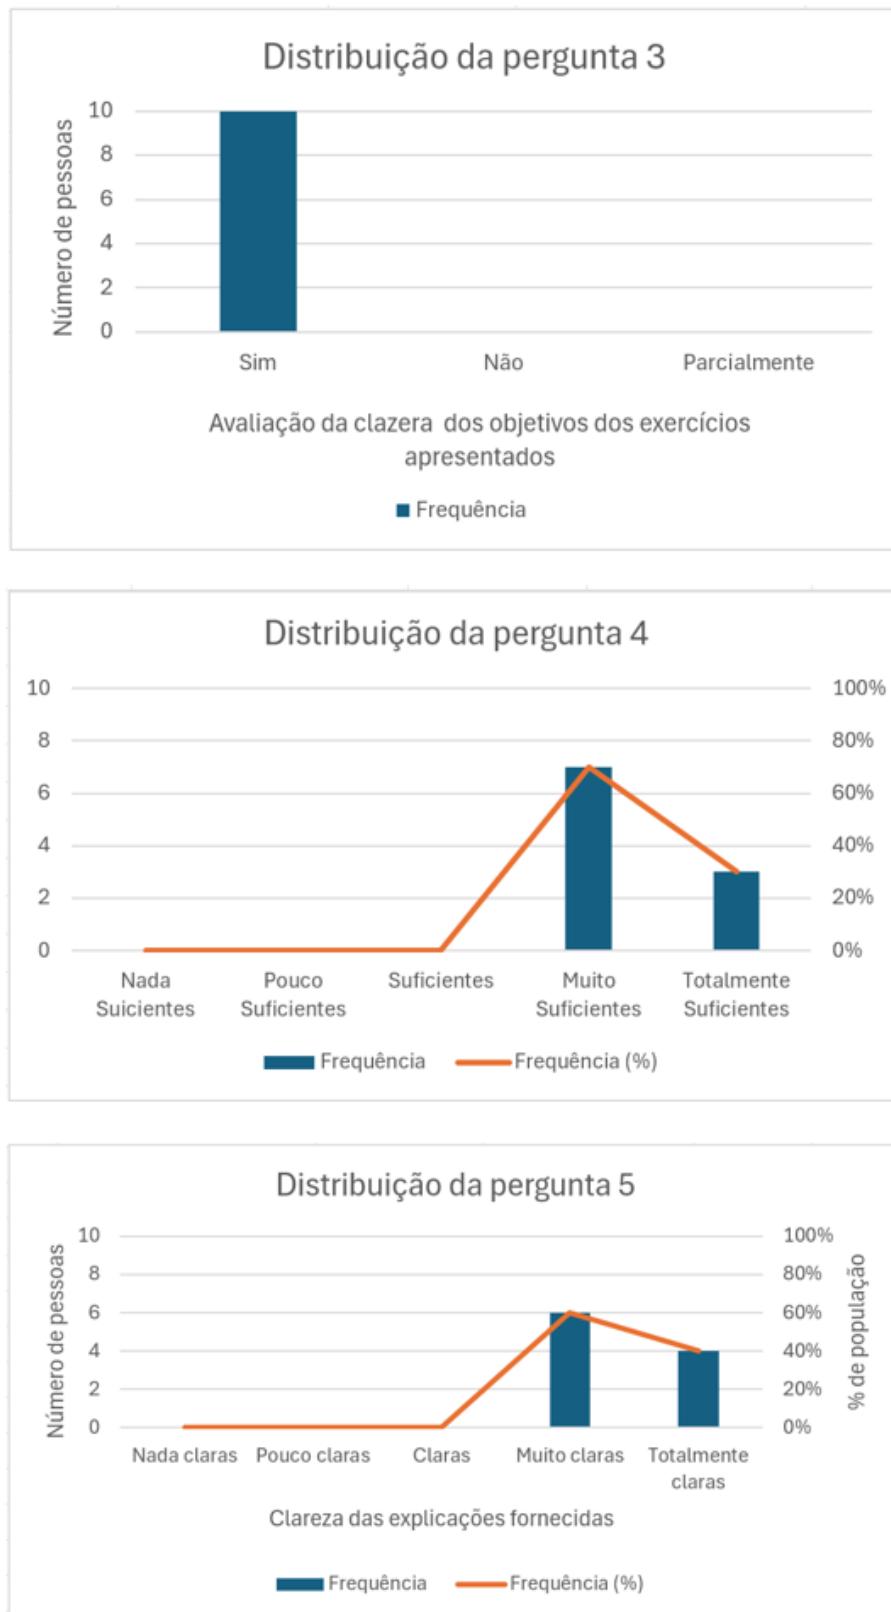 Distribuição da pergunta 3
Número de pessoas
10
8
6
4
2
0
Sim Não Parcialmente
Avaliação da clazera dos objetivos dos exercícios
apresentados
Frequência
Distribuição da pergunta 4
10 100%
8 80%
6 60%
4 40%
2 20%
0 0%
Nada Pouco Suficientes Muito Totalmente
Suicientes Suficientes Suficientes Suficientes
Frequência Frequência (%)
Distribuição da pergunta 5
Número de pessoas
% de população
10 100%
8 80%
6 60%
4 40%
2 20%
0 0%
Nada claras Pouco claras Claras Muito claras Totalmente
claras
Clareza das explicações fornecidas
Frequência Frequência (%)